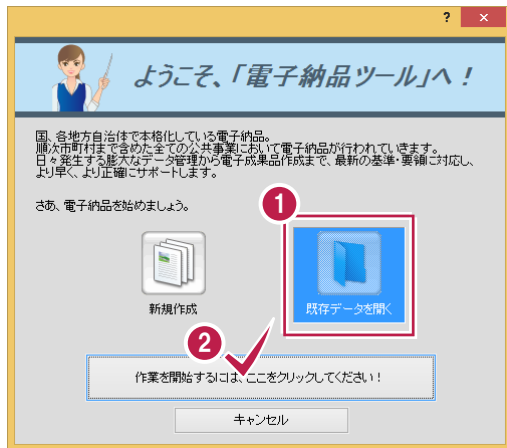 ? ×
ようこそ、「電子納品ツール」へ！
国、各地方自治体で本格化している電子納品。
順次市町村まで含めた全ての公共事業において電子納品が行われていきます。
日々発生する膨大なデータ管理から電子成果品作成まで、最新の基準・要領に対応し、
より早く、より正確にサポートします。
さあ、電子納品を始めましょう。
1
新規作成
既存データを開く
2
作業を開始するには、ここをクリックしてください！
キャンセル